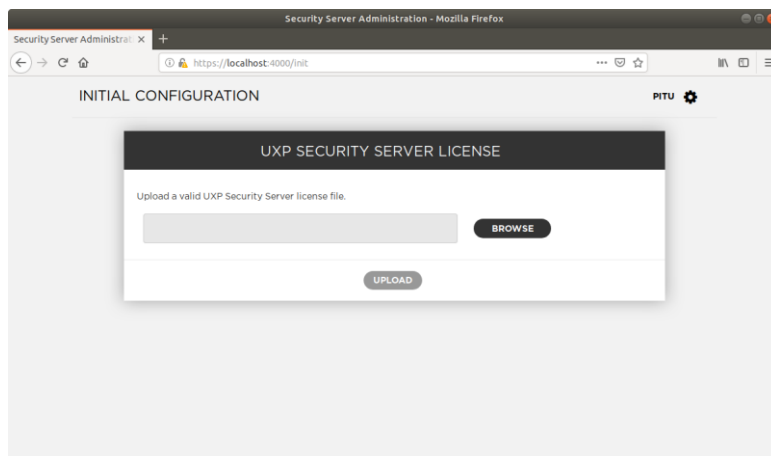 Security Server Administration - Mozilla Firefox
Security Server Administrat
https://localhost:4000/init
INITIAL CONFIGURATION
PITU
UXP SECURITY SERVER LICENSE
Upload a valid UXP Security Server license file.
BROWSE
UPLOAD